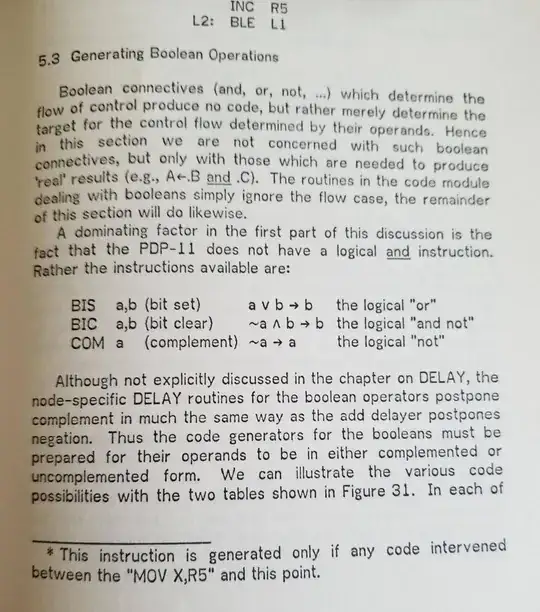 INC R5
L2: BLE L1
5.3 Generating Boolean Operations
Boolean connectives (and, or, not, ...) which determine the
flow of control produce no code, but rather merely determine the
target for the control flow determined by their operands. Hence
in this section we are not concerned with such boolean
connectives, but only with those which are needed to produce
'real' results (e.g., A←.B and .C). The routines in the code module
dealing with booleans simply ignore the flow case, the remainder
of this section will do likewise.
A dominating factor in the first part of this discussion is the
fact that the PDP-11 does not have a logical and instruction.
Rather the instructions available are:
BIS a,b (bit set) a ∨ b → b the logical "or"
BIC a,b (bit clear) ~a ∧ b → b the logical "and not"
COM a (complement) ~a → a the logical "not"
Although not explicitly discussed in the chapter on DELAY, the
node-specific DELAY routines for the boolean operators postpone
complement in much the same way as the add delayer postpones
negation. Thus the code generators for the booleans must be
prepared for their operands to be in either complemented or
uncomplemented form. We can illustrate the various code
possibilities with the two tables shown in Figure 31. In each of
* This instruction is generated only if any code intervened
between the "MOV X,R5" and this point.